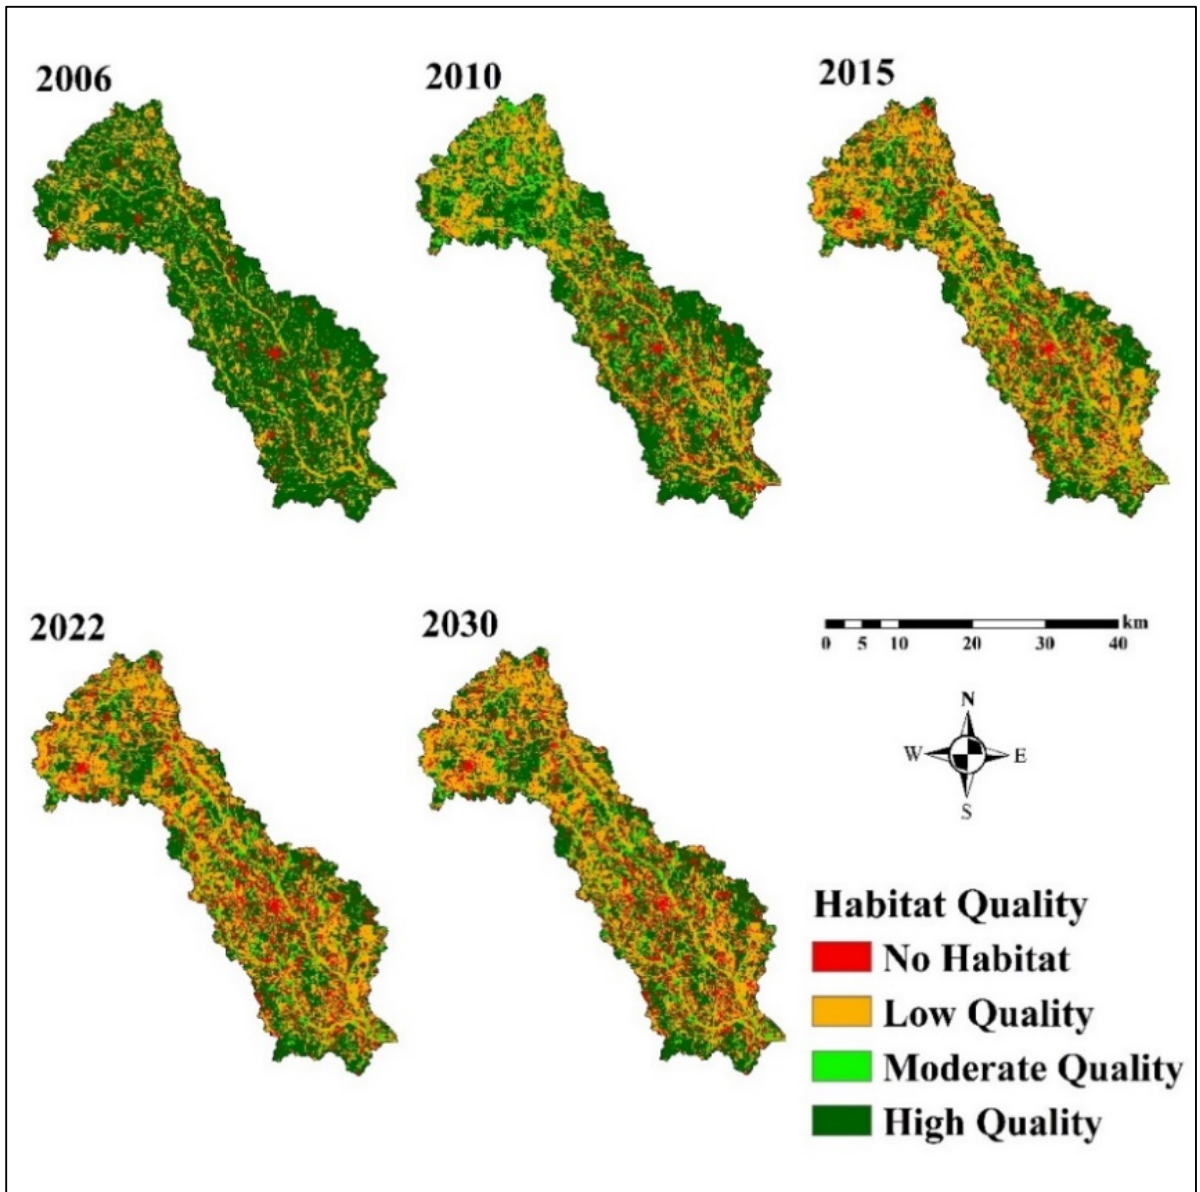 2006
2010
2015
2022
2030
km
0 5 10 20 30 40
N
W E
S
Habitat Quality
No Habitat
Low Quality
Moderate Quality
High Quality